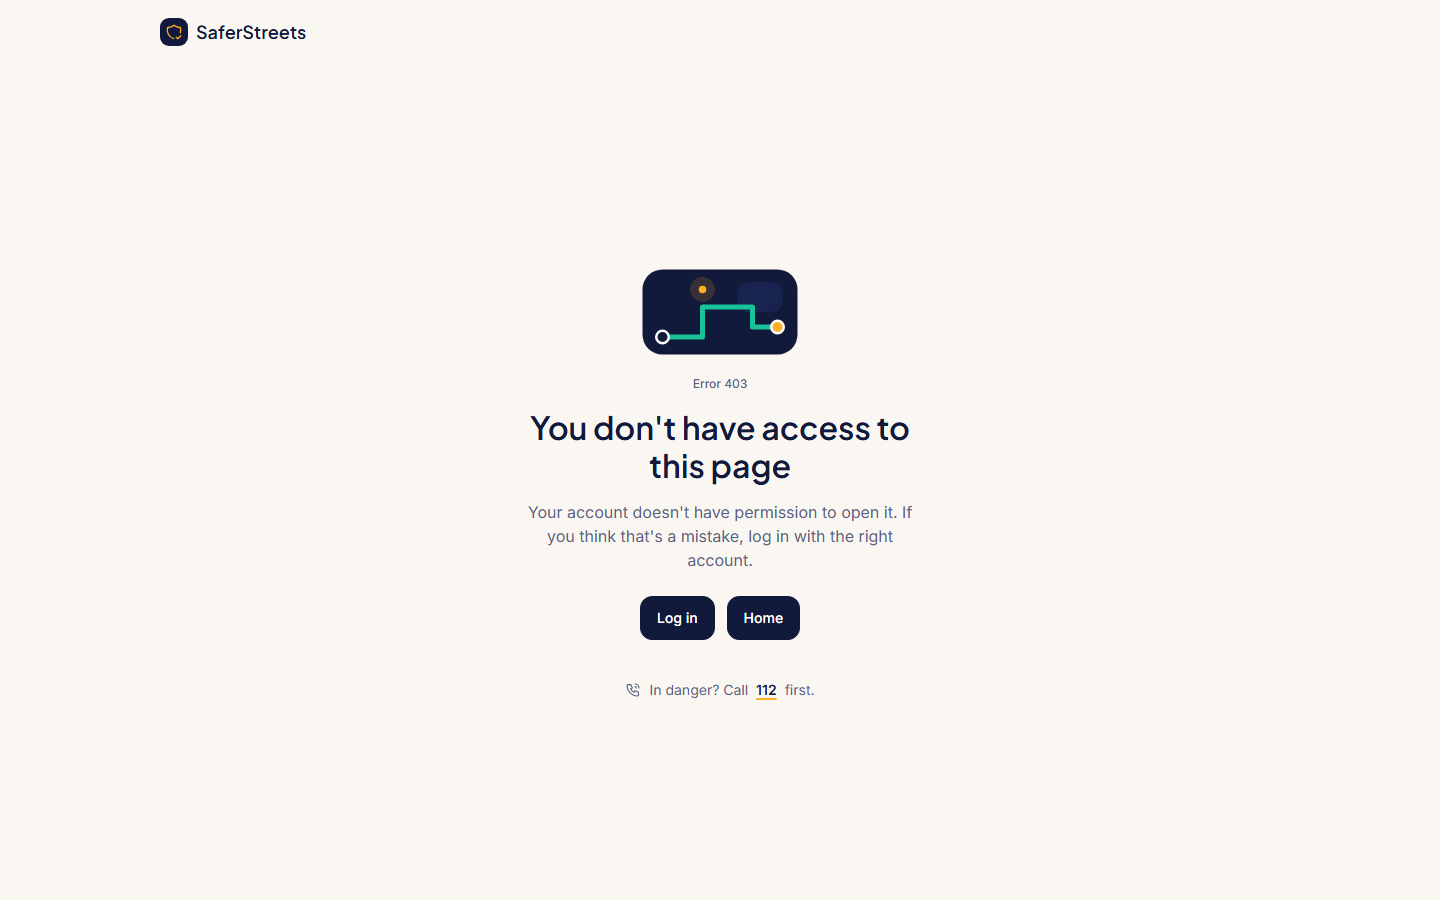 SaferStreets
Error 403
You don't have access to
this page
Your account doesn't have permission to open it. If
you think that's a mistake, log in with the right
account.
Log in
Home
In danger? Call 112 first.